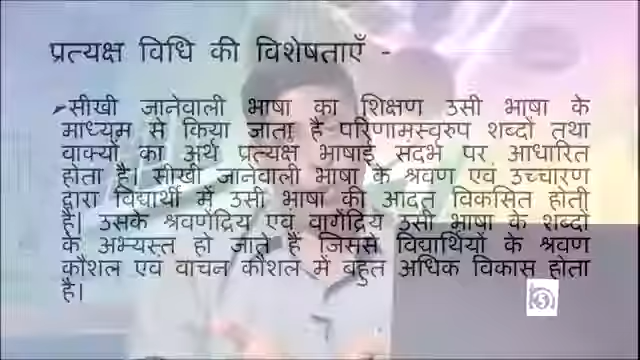 प्रत्यक्ष विधि की विशेषताएँ -
सीखी जानेवाली भाषा का शिक्षण उसी भाषा के
माध्यम से किया जाता है परिणामस्वरुप शब्दों तथा
वाक्यों का अर्थ प्रत्यक्ष भाषाई संदर्भ पर आधारित
होता है। सीखी जानेवाली भाषा के श्रवण एवं उच्चारण
द्वारा विद्यार्थी में उसी भाषा की आदत विकसित होती
है। उसके श्रवणेंद्रिय एवं वागेंद्रिय उसी भाषा के शब्दों
के अभ्यस्त हो जाते हैं जिससे विद्यार्थियों के श्रवण
कौशल एवं वाचन कौशल में बहुत अधिक विकास होता
है।